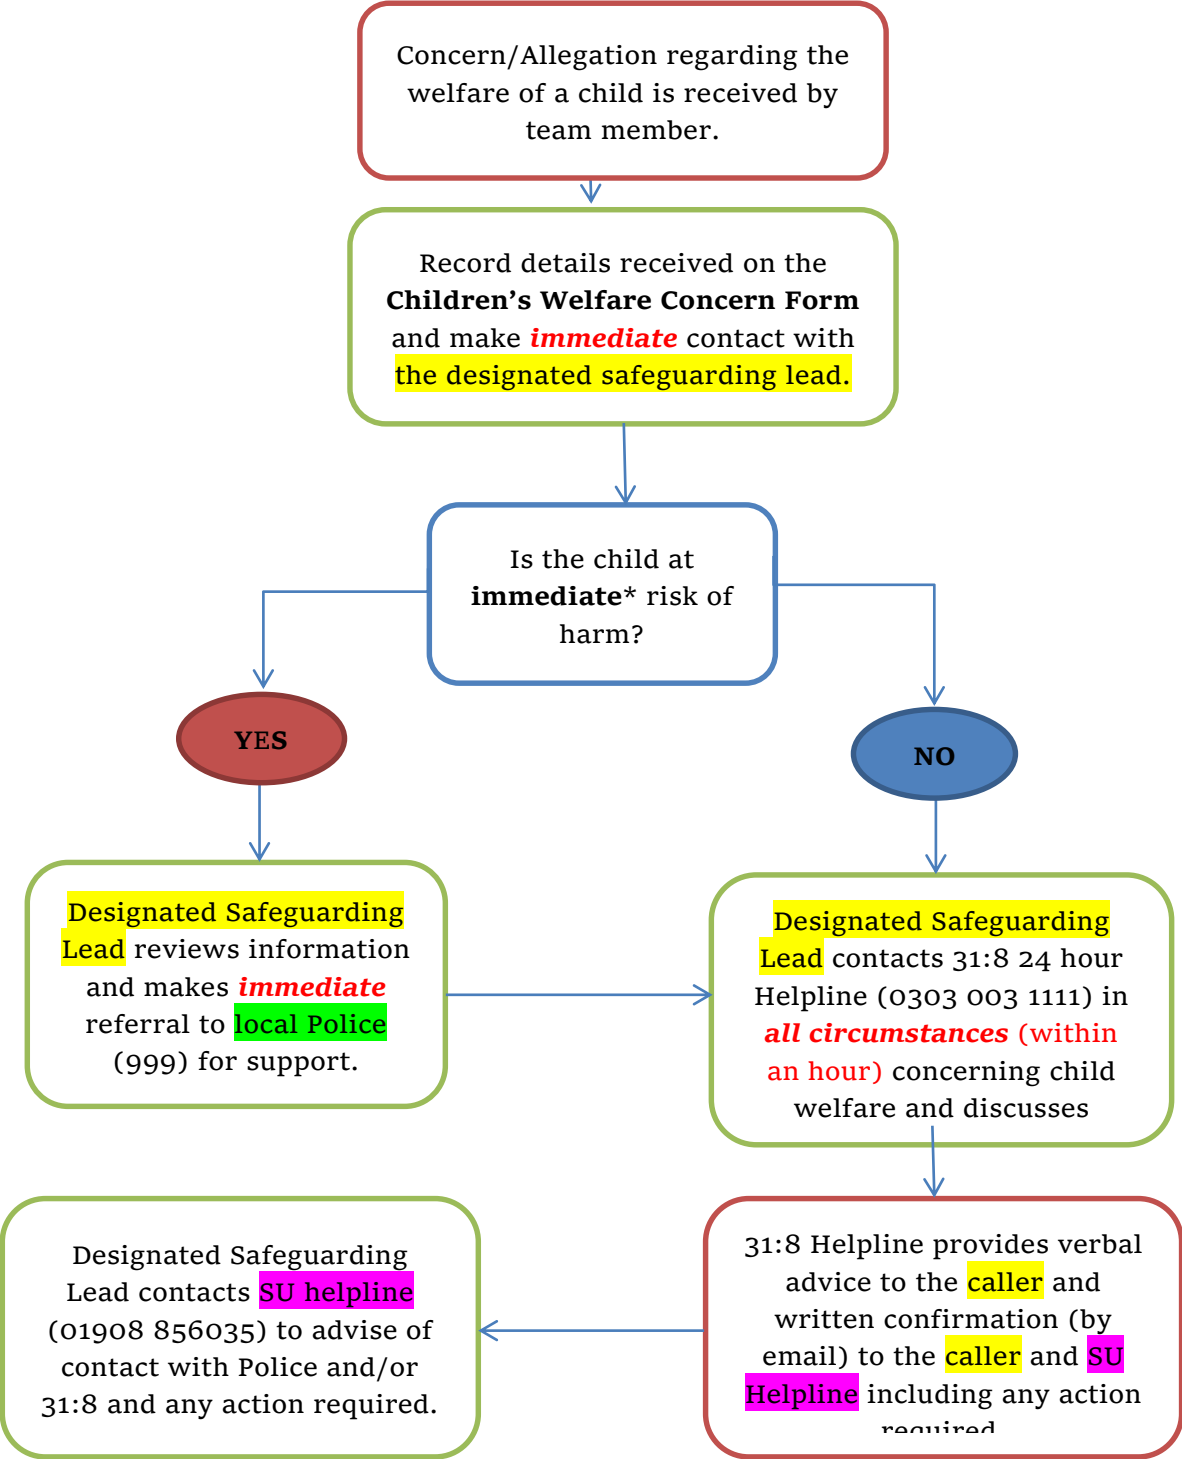 Concern/Allegation regarding the
welfare of a child is received by
team member.
Record details received on the
Children’s Welfare Concern Form
and make immediate contact with
the designated safeguarding lead.
Is the child at
immediate* risk of
harm?
YES
NO
Designated Safeguarding
Lead reviews information
and makes immediate
referral to local Police
(999) for support.
Designated Safeguarding
Lead contacts 31:8 24 hour
Helpline (0303 003 1111) in
all circumstances (within
an hour) concerning child
welfare and discusses
Designated Safeguarding
Lead contacts SU helpline
(01908 856035) to advise of
contact with Police and/or
31:8 and any action required.
31:8 Helpline provides verbal
advice to the caller and
written confirmation (by
email) to the caller and SU
Helpline including any action
required